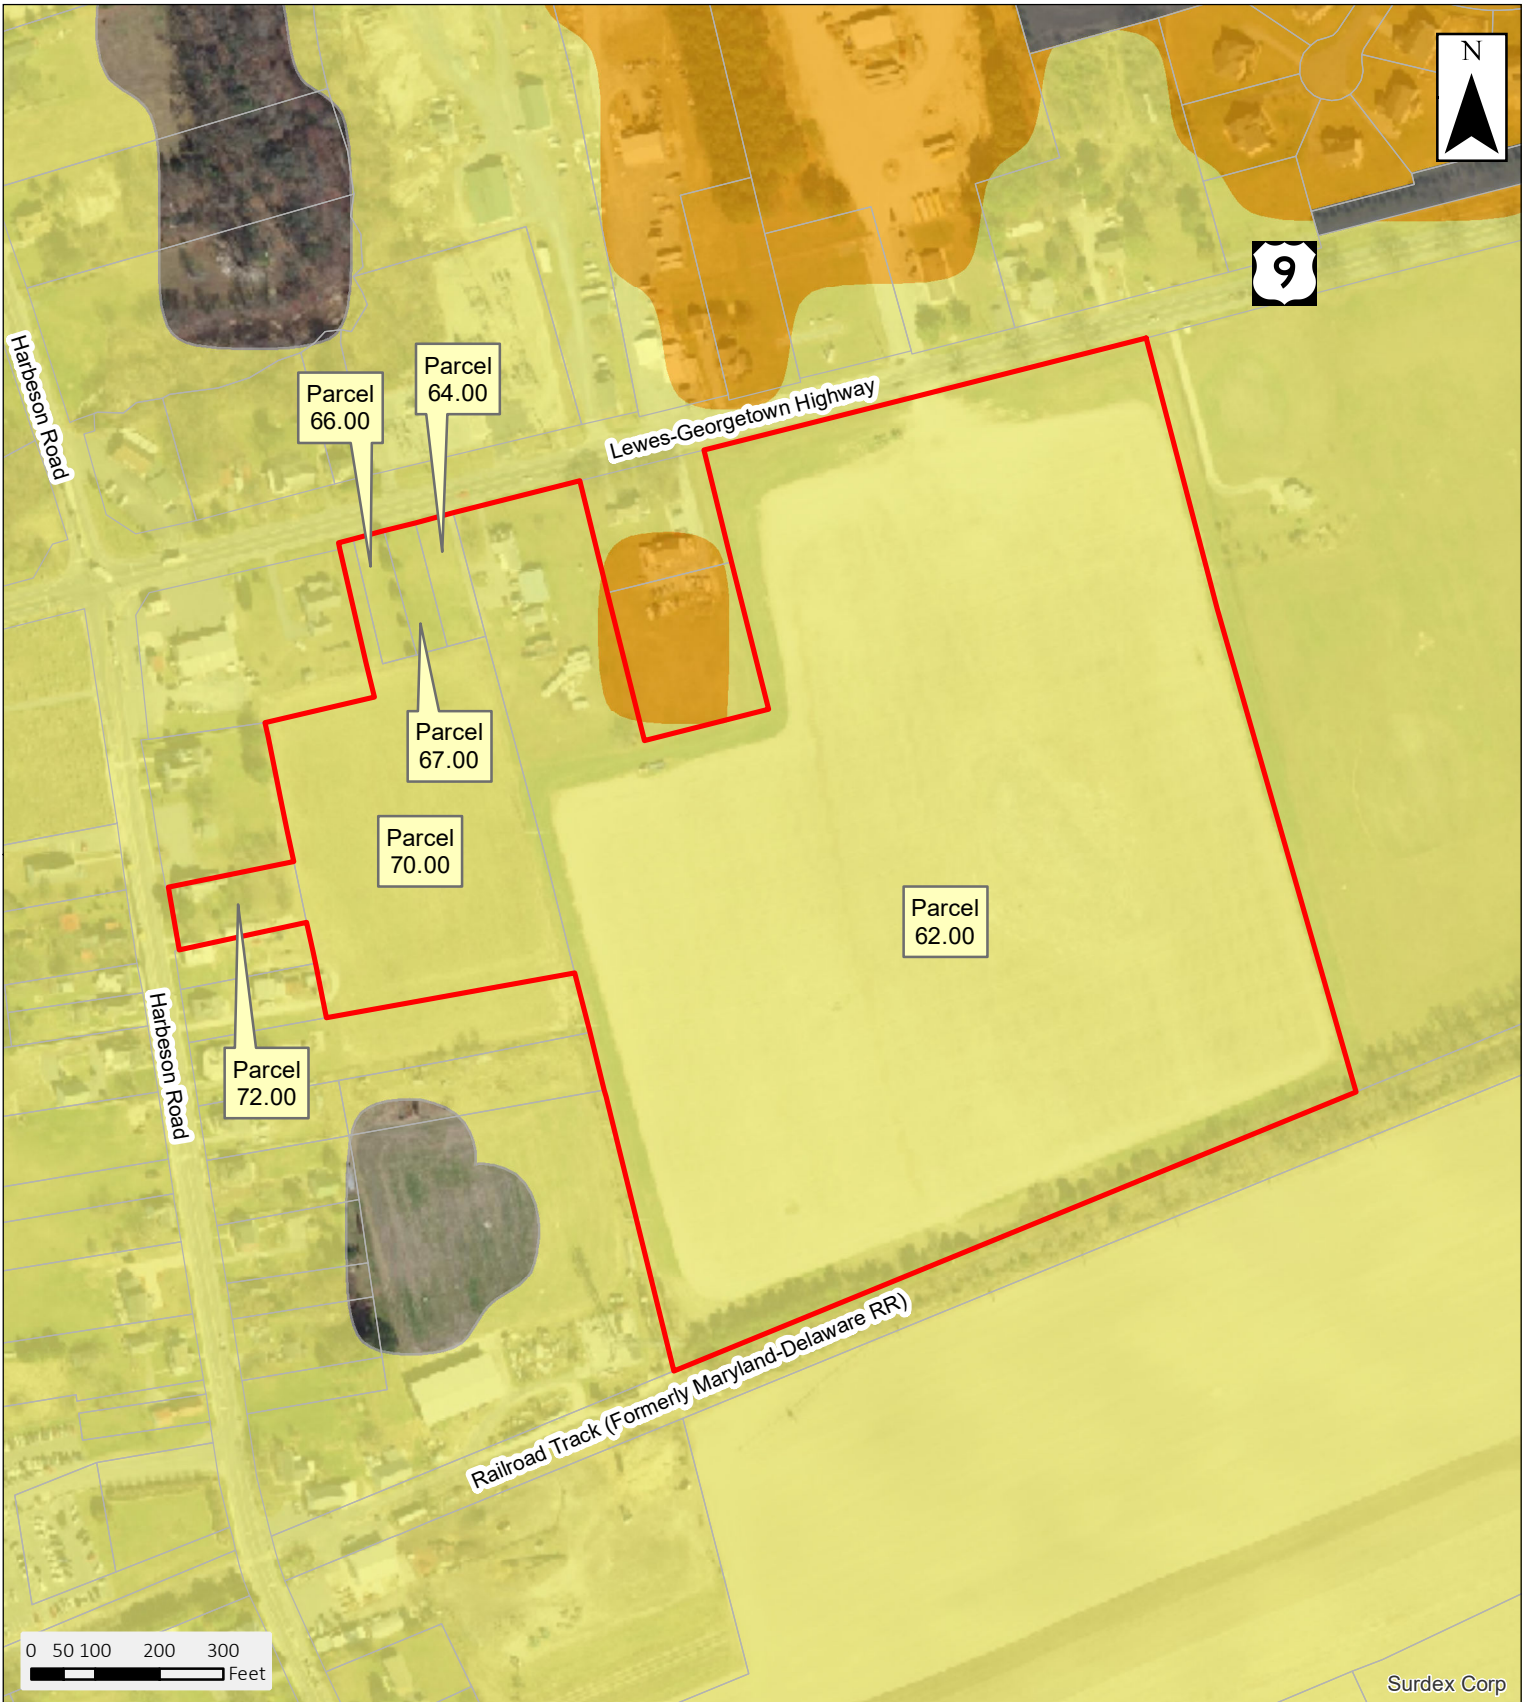 N
9
Harbeson Road
Parcel
66.00
Parcel
64.00
Lewes-Georgetown Highway
Parcel
67.00
Parcel
70.00
Parcel
62.00
Harbeson Road
Parcel
72.00
Railroad Track (Formerly Maryland-Delaware RR)
0 50 100 200 300
Feet
Surdex Corp